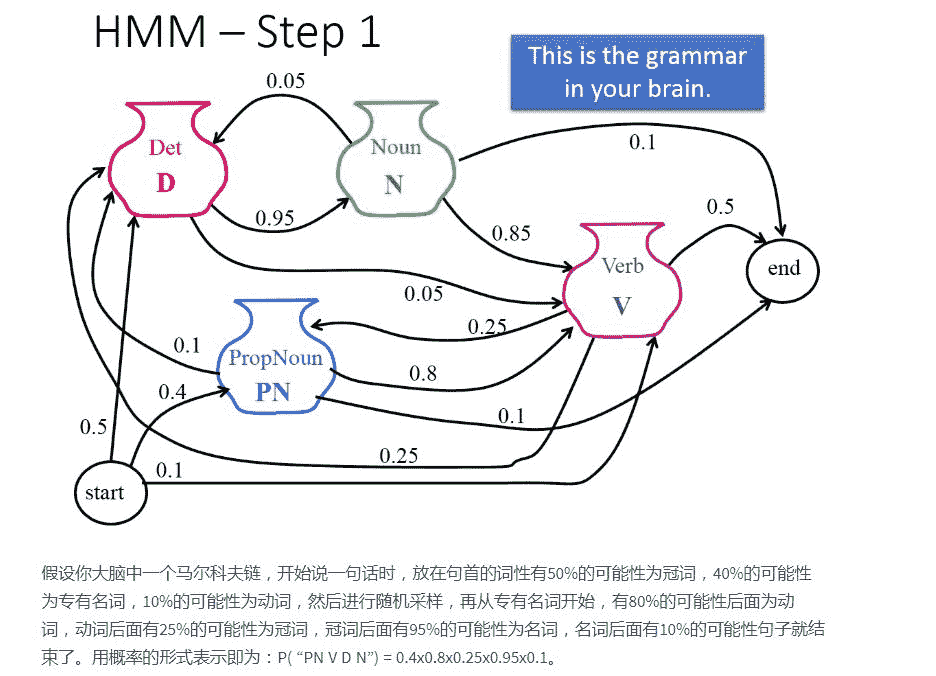 HMM – Step 1
This is the grammar
in your brain.
0.05
Det
D
Noun
N
0.1
0.95
0.85
0.5
Verb
V
end
0.05
0.25
PropNoun
PN
0.1
0.8
0.4
0.1
0.5
0.25
0.1
start
假设你大脑中一个马尔科夫链，开始说一句话时，放在句首的词性有50%的可能性为冠词，40%的可能性
为专有名词，10%的可能性为动词，然后进行随机采样，再从专有名词开始，有80%的可能性后面为动
词，动词后面有25%的可能性为冠词，冠词后面有95%的可能性为名词，名词后面有10%的可能性句子就结
束了。用概率的形式表示即为：P( “PN V D N”) = 0.4x0.8x0.25x0.95x0.1。